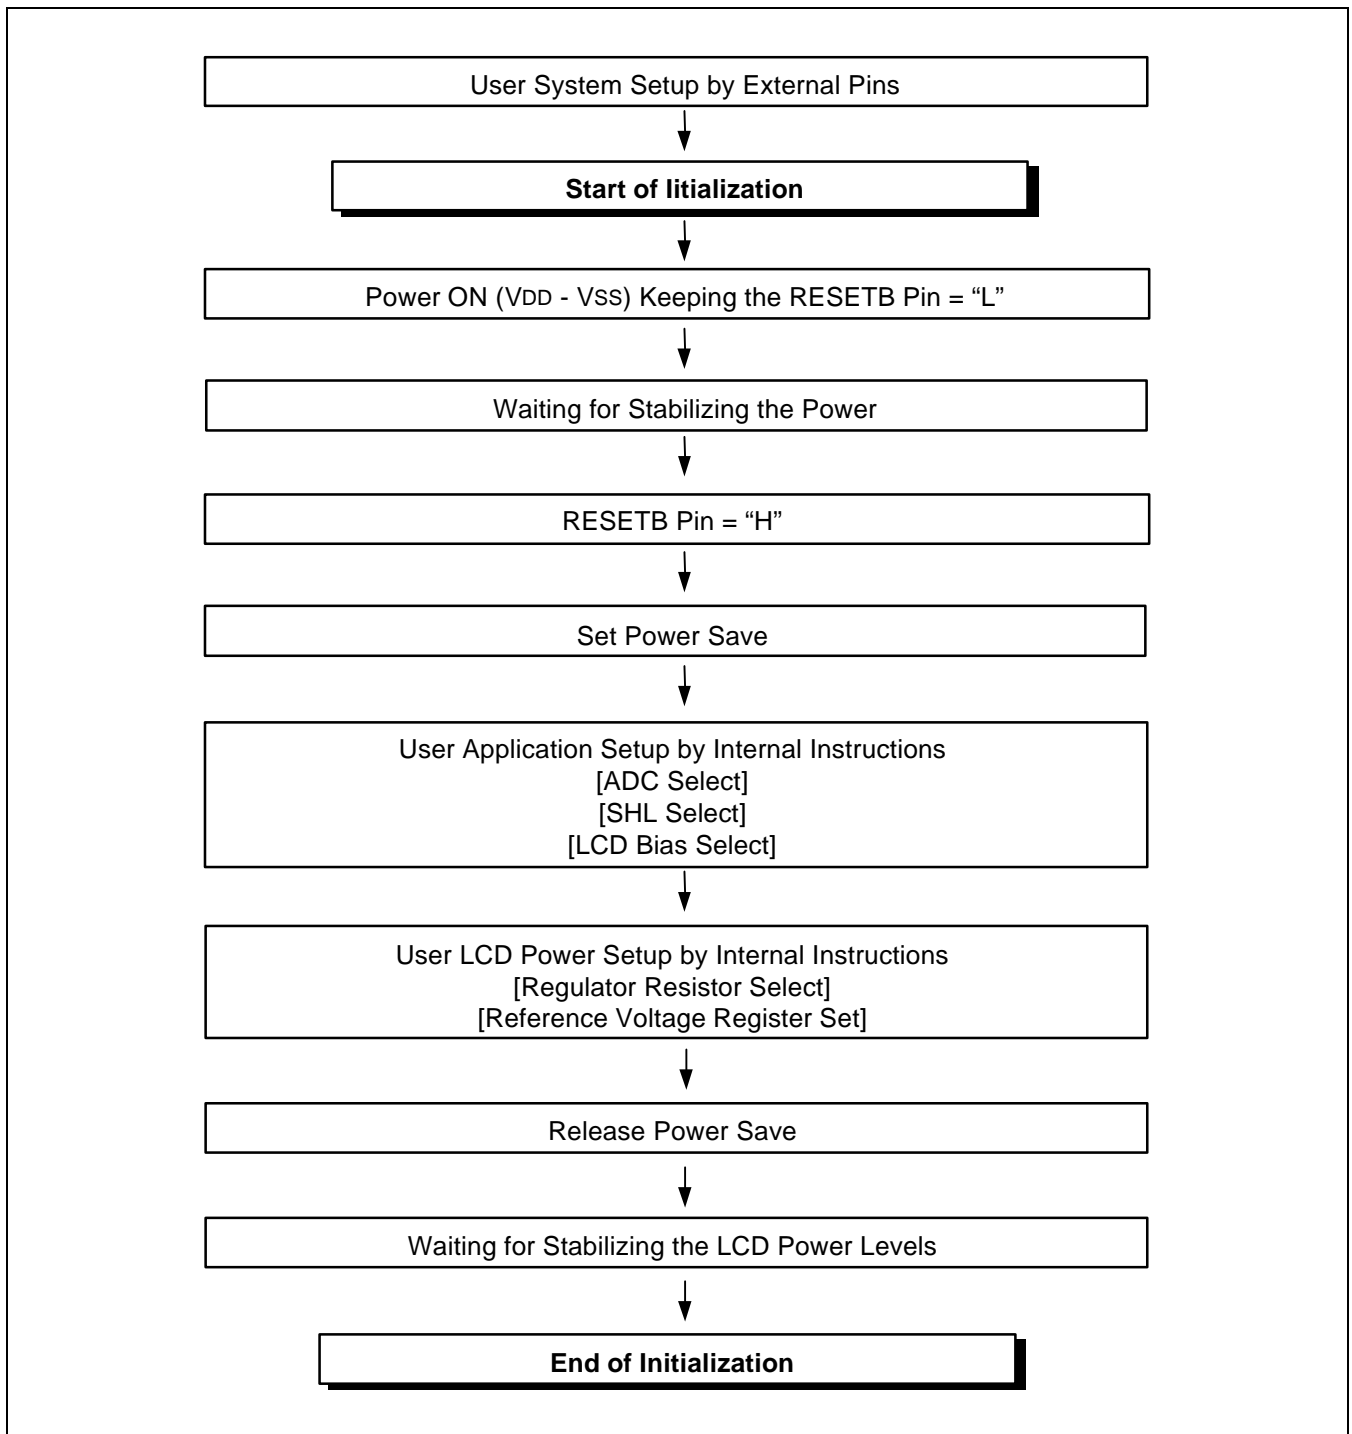 User System Setup by External Pins
Start of Iitialization
Power ON (VDD - VSS) Keeping the RESETB Pin = “L”
Waiting for Stabilizing the Power
RESETB Pin = “H”
Set Power Save
User Application Setup by Internal Instructions
[ADC Select]
[SHL Select]
[LCD Bias Select]
User LCD Power Setup by Internal Instructions
[Regulator Resistor Select]
[Reference Voltage Register Set]
Release Power Save
Waiting for Stabilizing the LCD Power Levels
End of Initialization